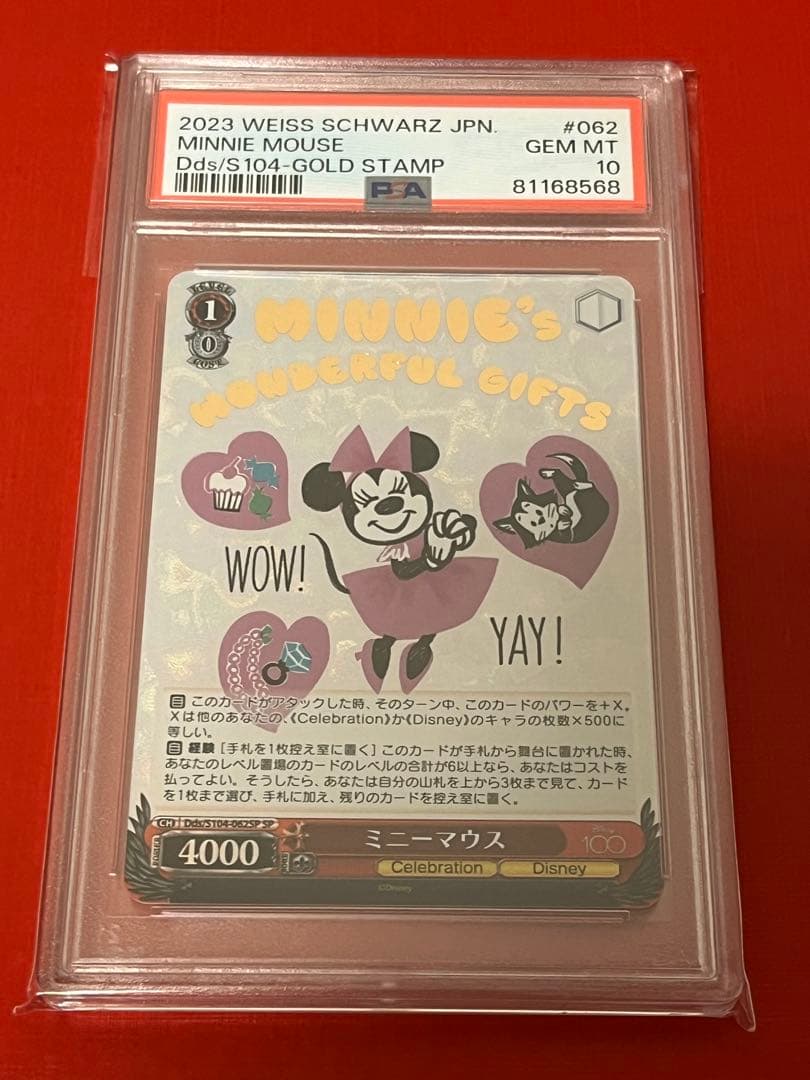 2023 WEISS SCHWARZ JPN. #062
MINNIE MOUSE GEM MT
Dds/S104-GOLD STAMP 10
PSA 81168568
LEVEL
1
0
COST
MINNIE's
WONDERFUL GIFTS
WOW!
YAY!
このカードがアタックした時、そのターン中、このカードのパワーを＋X。
Xは他のあなたの、《Celebration》か《Disney》のキャラの枚数×500に
等しい。
経験 [手札を1枚控え室に置く] このカードが手札から舞台に置かれた時、
あなたのレベル置場のカードのレベルの合計が6以上なら、あなたはコストを
払ってよい。そうしたら、あなたは自分の山札を上から3枚まで見て、カード
を1枚まで選び、手札に加え、残りのカードを控え室に置く。
CH Dds/S104-062SP SP
POWER 4000 SOUL ミニーマウス Disney 100
Celebration Disney
©Disney